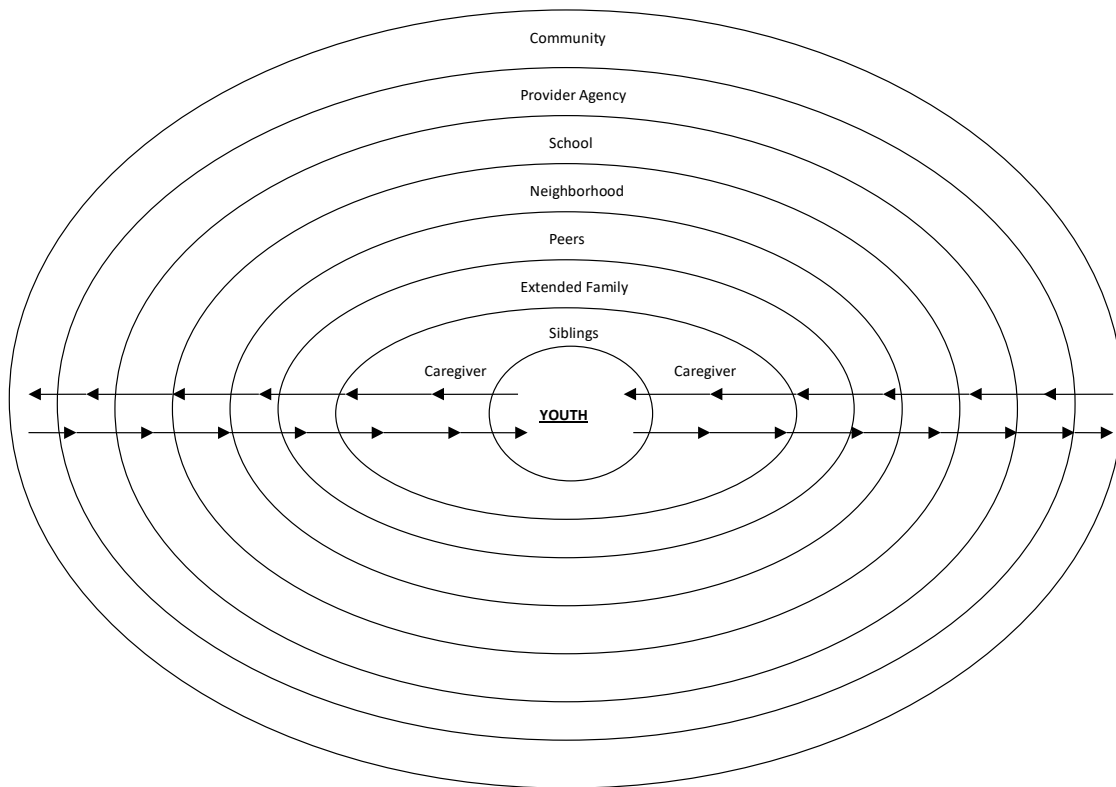 Community
Provider Agency
School
Neighborhood
Peers
Extended Family
Siblings
Caregiver Caregiver
YOUTH